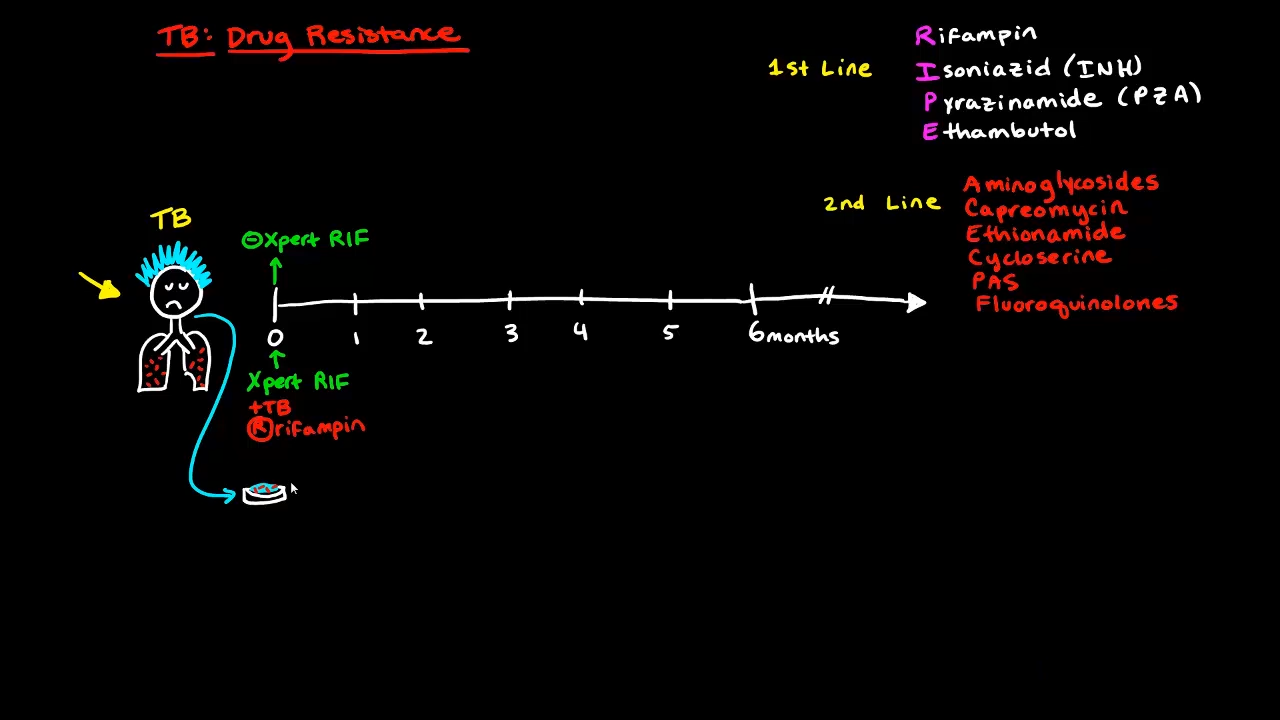 TB: Drug Resistance
1st Line
Rifampin
Isoniazid (INH)
Pyrazinamide (PZA)
Ethambutol
2nd Line
Aminoglycosides
Capreomycin
Ethionamide
Cycloserine
PAS
Fluoroquinolones
TB
⊖Xpert RIF
0 1 2 3 4 5 6months
Xpert RIF
+TB
Ⓡrifampin